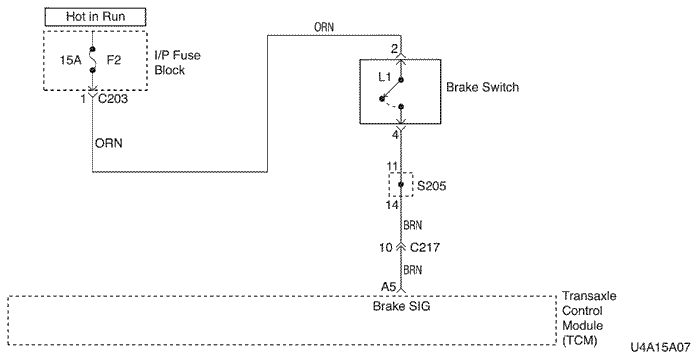 Hot in Run
15A F2
I/P Fuse
Block
1 C203
ORN
ORN
2
L1
Brake Switch
4
11
S205
14
BRN
10 C217
BRN
A5
Brake SIG
Transaxle
Control
Module
(TCM)
U4A15A07